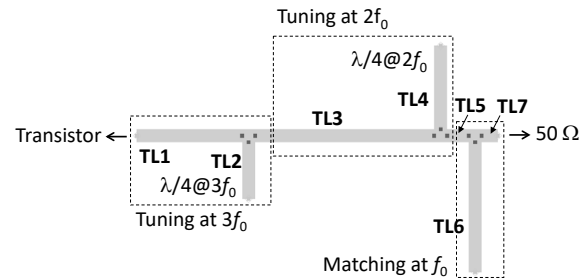 Tuning at 2f₀
λ/4@2f₀
TL4
TL5
TL7
TL3
Transistor
50 Ω
TL1
TL2
λ/4@3f₀
Tuning at 3f₀
TL6
Matching at f₀